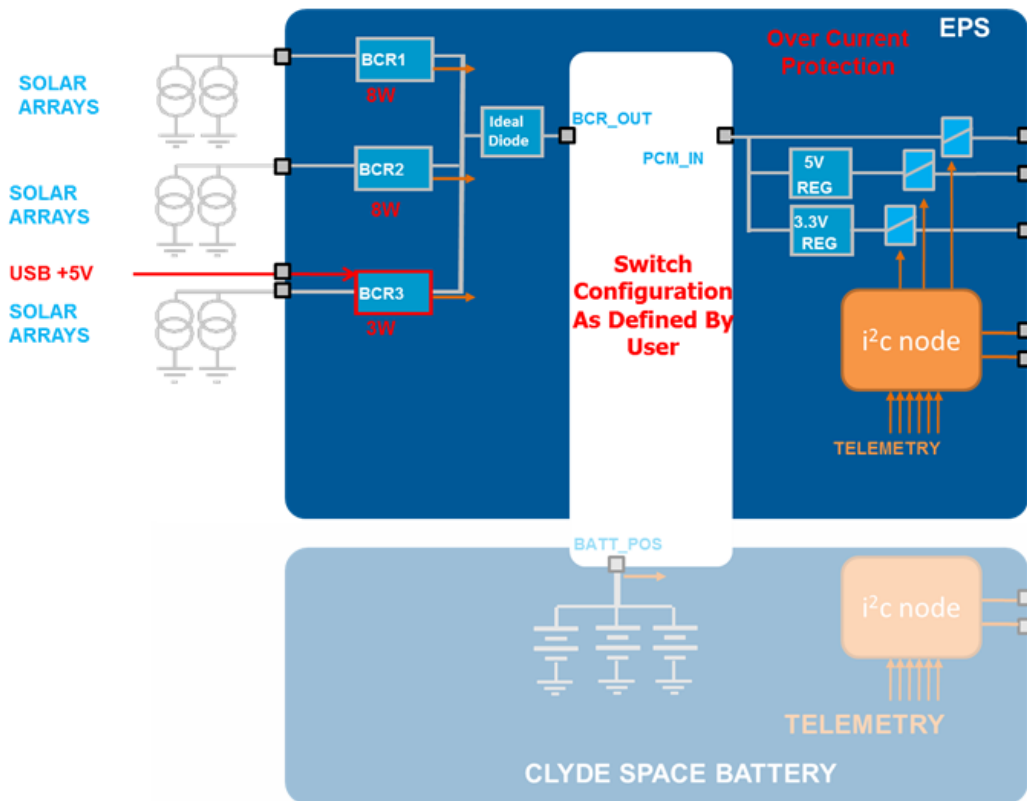 EPS
Over Current
Protection
SOLAR
ARRAYS
BCR1
8W
Ideal
Diode
BCR_OUT
PCM_IN
5V
REG
SOLAR
ARRAYS
BCR2
8W
3.3V
REG
USB +5V
SOLAR
ARRAYS
BCR3
3W
Switch
Configuration
As Defined By
User
i²c node
TELEMETRY
BATT_POS
i²c node
TELEMETRY
CLYDE SPACE BATTERY